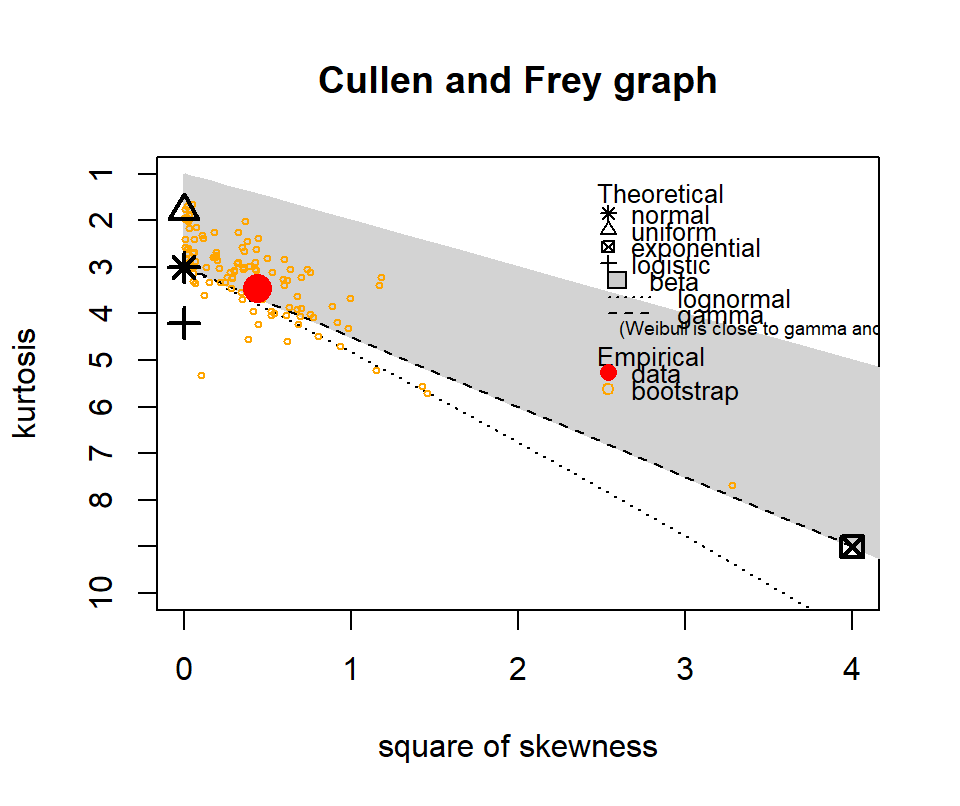 Cullen and Frey graph
kurtosis
1
2
3
4
5
6
7
8
10
Theoretical
normal
uniform
exponential
logistic
beta
lognormal
gamma
(Weibull is close to gamma and
Empirical
data
bootstrap
0 1 2 3 4
square of skewness